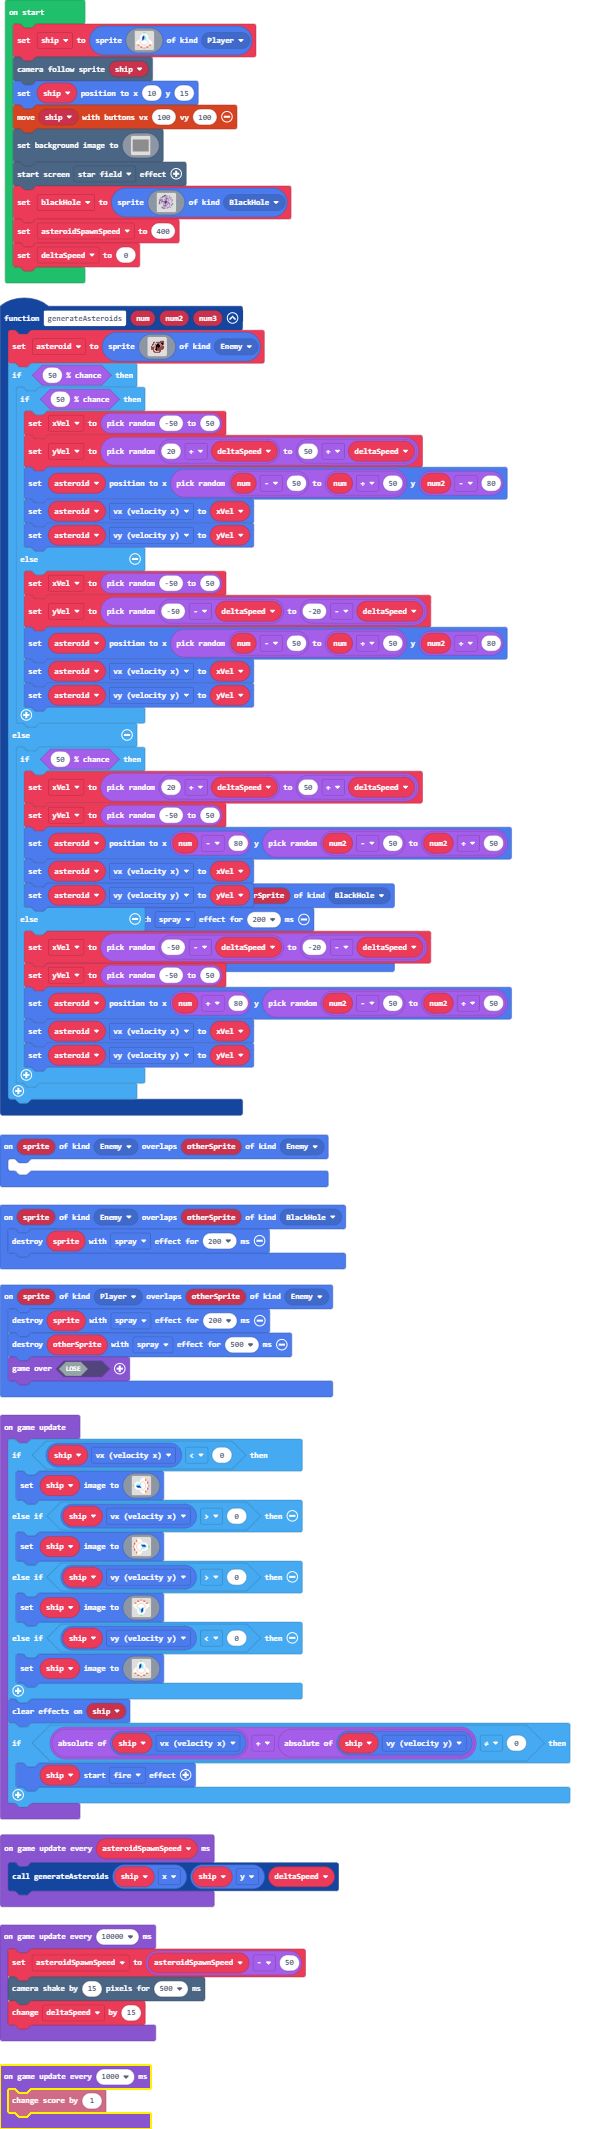 on start
set ship to sprite of kind Player
camera follow sprite ship
set ship position to x 10 y 15
move ship with buttons vx 100 vy 100
set background image to
start screen star field effect
set blackHole to sprite of kind BlackHole
set asteroidSpawnSpeed to 400
set deltaSpeed to 0
function generateAsteroids num num2 num3
set asteroid to sprite of kind Enemy
if 50 % chance then
if 50 % chance then
set xVel to pick random -50 to 50
set yVel to pick random 20 + deltaSpeed to 50 + deltaSpeed
set asteroid position to x pick random num - 50 to num + 50 y num2 - 80
set asteroid vx (velocity x) to xVel
set asteroid vy (velocity y) to yVel
else
set xVel to pick random -50 to 50
set yVel to pick random -50 - deltaSpeed to -20 - deltaSpeed
set asteroid position to x pick random num - 50 to num + 50 y num2 + 80
set asteroid vx (velocity x) to xVel
set asteroid vy (velocity y) to yVel
else
if 50 % chance then
set xVel to pick random 20 + deltaSpeed to 50 + deltaSpeed
set yVel to pick random -50 to 50
set asteroid position to x num - 80 y pick random num2 - 50 to num2 + 50
set asteroid vx (velocity x) to xVel
set asteroid vy (velocity y) to yVel rSprite of kind BlackHole
else h spray effect for 200 ms
set xVel to pick random -50 - deltaSpeed to -20 - deltaSpeed
set yVel to pick random -50 to 50
set asteroid position to x num + 80 y pick random num2 - 50 to num2 + 50
set asteroid vx (velocity x) to xVel
set asteroid vy (velocity y) to yVel
on sprite of kind Enemy overlaps otherSprite of kind Enemy
on sprite of kind Enemy overlaps otherSprite of kind BlackHole
destroy sprite with spray effect for 200 ms
on sprite of kind Player overlaps otherSprite of kind Enemy
destroy sprite with spray effect for 200 ms
destroy otherSprite with spray effect for 500 ms
game over LOSE
on game update
if ship vx (velocity x) < 0 then
set ship image to
else if ship vx (velocity x) > 0 then
set ship image to
else if ship vy (velocity y) > 0 then
set ship image to
else if ship vy (velocity y) < 0 then
set ship image to
clear effects on ship
if absolute of ship vx (velocity x) + absolute of ship vy (velocity y) ≠ 0 then
ship start fire effect
on game update every asteroidSpawnSpeed ms
call generateAsteroids ship x ship y deltaSpeed
on game update every 10000 ms
set asteroidSpawnSpeed to asteroidSpawnSpeed - 50
camera shake by 15 pixels for 500 ms
change deltaSpeed by 15
on game update every 1000 ms
change score by 1